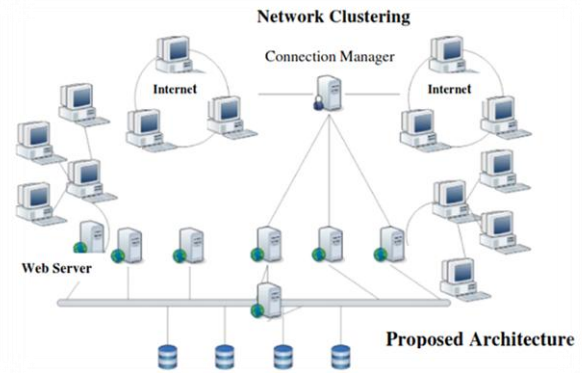 Network Clustering
Connection Manager
Internet
Internet
Web Server
Proposed Architecture